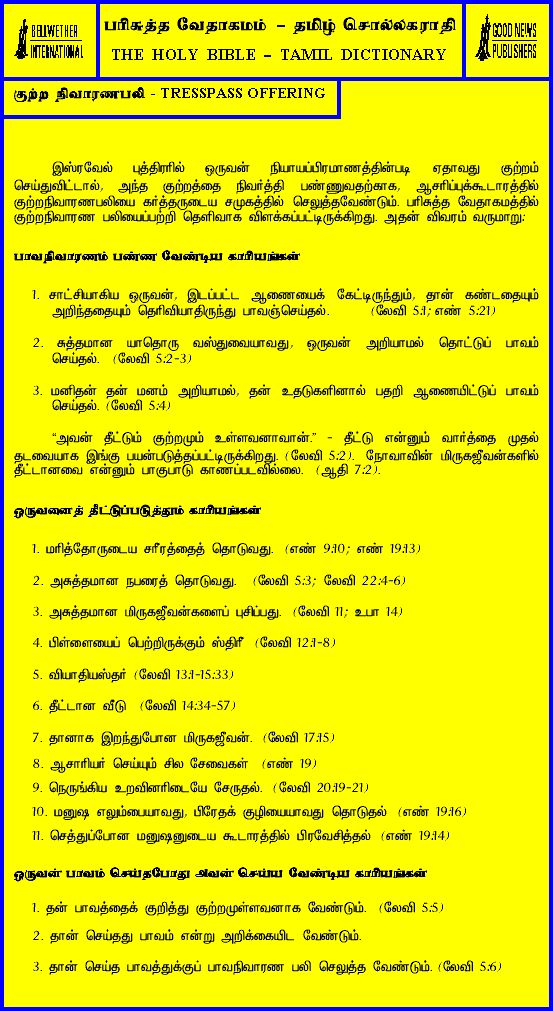 BELLWETHER
INTERNATIONAL
பரிசுத்த வேதாகமம் – தமிழ் சொல்லகராதி
THE HOLY BIBLE – TAMIL DICTIONARY
GOOD NEWS
PUBLISHERS
குற்ற நிவாரணபலி - TRESSPASS OFFERING
இஸ்ரவேல் புத்திரரில் ஒருவன் நியாயப்பிரமாணத்தின்படி ஏதாவது குற்றம்
செய்துவிட்டால், அந்த குற்றத்தை நிவர்த்தி பண்ணுவதற்காக, ஆசரிப்புக்கூடாரத்தில்
குற்றநிவாரணபலியை கர்த்தருடைய சமுகத்தில் செலுத்தவேண்டும். பரிசுத்த வேதாகமத்தில்
குற்றநிவாரண பலியைப்பற்றி தெளிவாக விளக்கப்பட்டிருக்கிறது. அதன் விவரம் வருமாறு:
பாவநிவாரணம் பண்ண வேண்டிய காரியங்கள்
1. சாட்சியாகிய ஒருவன், இடப்பட்ட ஆணையைக் கேட்டிருந்தும், தான் கண்டதையும்
அறிந்ததையும் தெரிவியாதிருந்து பாவஞ்செய்தல். (லேவி 5:1; எண் 5:21)
2. சுத்தமான யாதொரு வஸ்துவையாவது, ஒருவன் அறியாமல் தொட்டுப் பாவம்
செய்தல். (லேவி 5:2-3)
3. மனிதன் தன் மனம் அறியாமல், தன் உதடுகளினால் பதறி ஆணையிட்டுப் பாவம்
செய்தல். (லேவி 5:4)
“அவன் தீட்டும் குற்றமும் உள்ளவனாவான்.” - தீட்டு என்னும் வார்த்தை முதல்
தடவையாக இங்கு பயன்படுத்தப்பட்டிருக்கிறது. (லேவி 5:2). நோவாவின் மிருகஜீவன்களில்
தீட்டானவை என்னும் பாகுபாடு காணப்படவில்லை. (ஆதி 7:2).
ஒருவனைத் தீட்டுப்படுத்தும் காரியங்கள்
1. மரித்தோருடைய சரீரத்தைத் தொடுவது. (எண் 9:10; எண் 19:13)
2. அசுத்தமான நபரைத் தொடுவது. (லேவி 5:3; லேவி 22:4-6)
3. அசுத்தமான மிருகஜீவன்களைப் புசிப்பது. (லேவி 11; உபா 14)
4. பிள்ளையைப் பெற்றிருக்கும் ஸ்திரீ (லேவி 12:1-8)
5. வியாதியஸ்தர் (லேவி 13:1-15:33)
6. தீட்டான வீடு (லேவி 14:34-57)
7. தானாக இறந்துபோன மிருகஜீவன். (லேவி 17:15)
8. ஆசாரியர் செய்யும் சில சேவைகள் (எண் 19)
9. நெருங்கிய உறவினரிடையே சேருதல். (லேவி 20:19-21)
10. மனுஷ எலும்பையாவது, பிரேதக் குழியையாவது தொடுதல் (எண் 19:16)
11. செத்துப்போன மனுஷனுடைய கூடாரத்தில் பிரவேசித்தல் (எண் 19:14)
ஒருவன் பாவம் செய்தபோது அவன் செய்ய வேண்டிய காரியங்கள்
1. தன் பாவத்தைக் குறித்து குற்றமுள்ளவனாக வேண்டும். (லேவி 5:5)
2. தான் செய்தது பாவம் என்று அறிக்கையிட வேண்டும்.
3. தான் செய்த பாவத்துக்குப் பாவநிவாரண பலி செலுத்த வேண்டும். (லேவி 5:6)